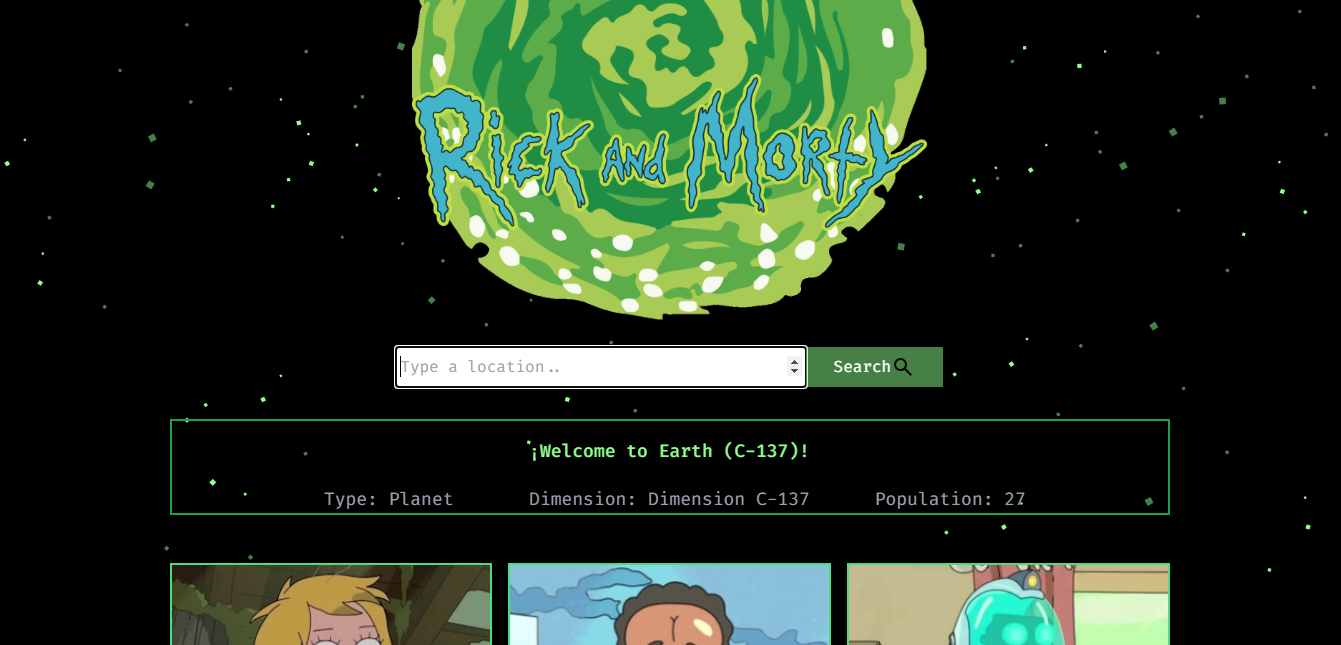 Rick and Morty
Type a location..
Search
¡Welcome to Earth (C-137)!
Type: Planet Dimension: Dimension C-137 Population: 27